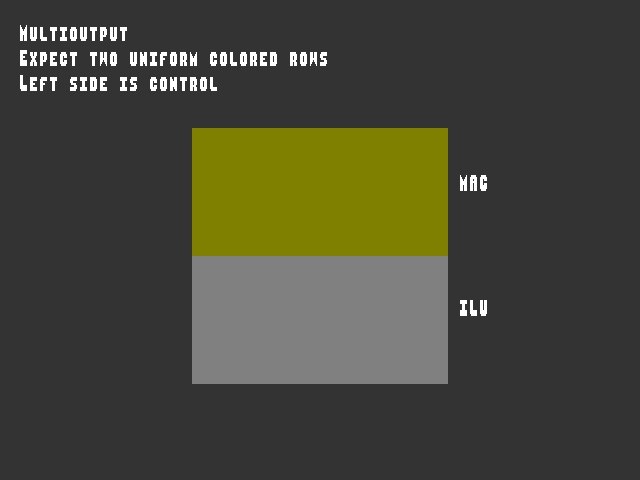 Multioutput
Expect two uniform colored rows
Left side is control
MAC
ILU